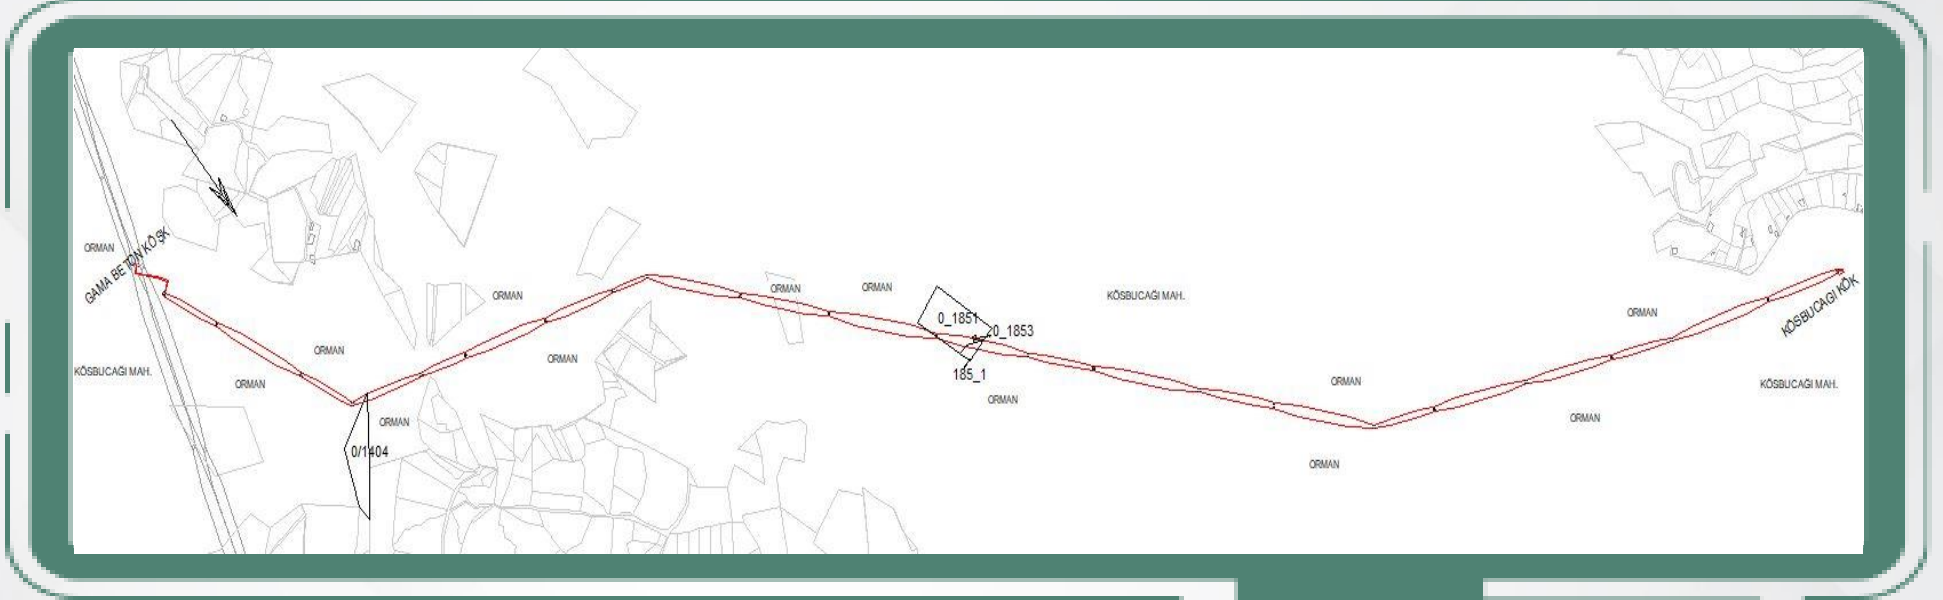 ORMAN
GAMA BETON KÖŞK
KÖSBUCAĞI MAH.
ORMAN
ORMAN
ORMAN
0/1404
ORMAN
ORMAN
ORMAN
ORMAN
0_1851
0_1853
185_1
ORMAN
KÖSBUCAĞI MAH.
ORMAN
ORMAN
ORMAN
ORMAN
KÖSBUCAGI KÖK
KÖSBUCAĞI MAH.